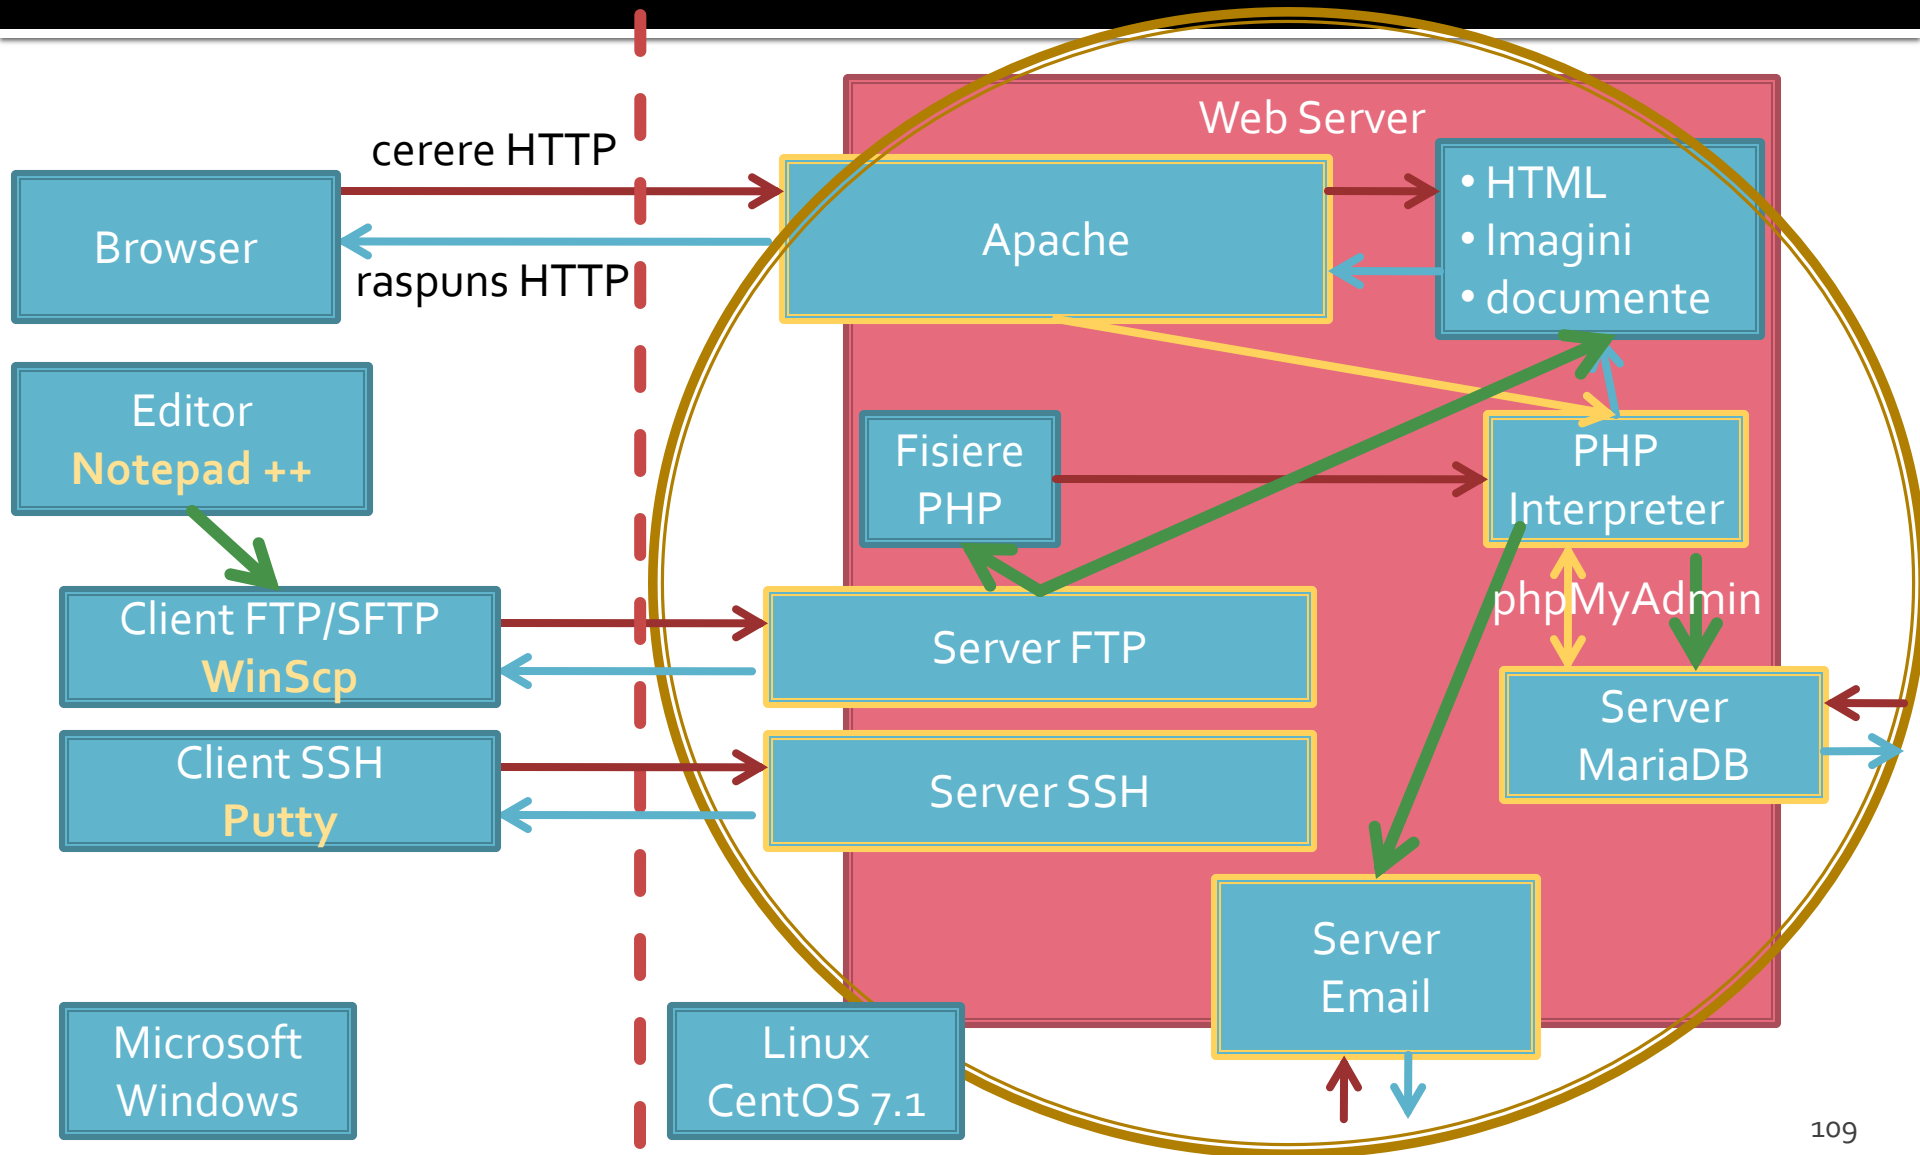 Web Server
cerere HTTP
Browser
raspuns HTTP
Apache
• HTML
• Imagini
• documente
Editor
Notepad ++
Fisiere
PHP
PHP
Interpreter
phpMyAdmin
Client FTP/SFTP
WinScp
Server FTP
Server
MariaDB
Client SSH
Putty
Server SSH
Server
Email
Microsoft
Windows
Linux
CentOS 7.1
109